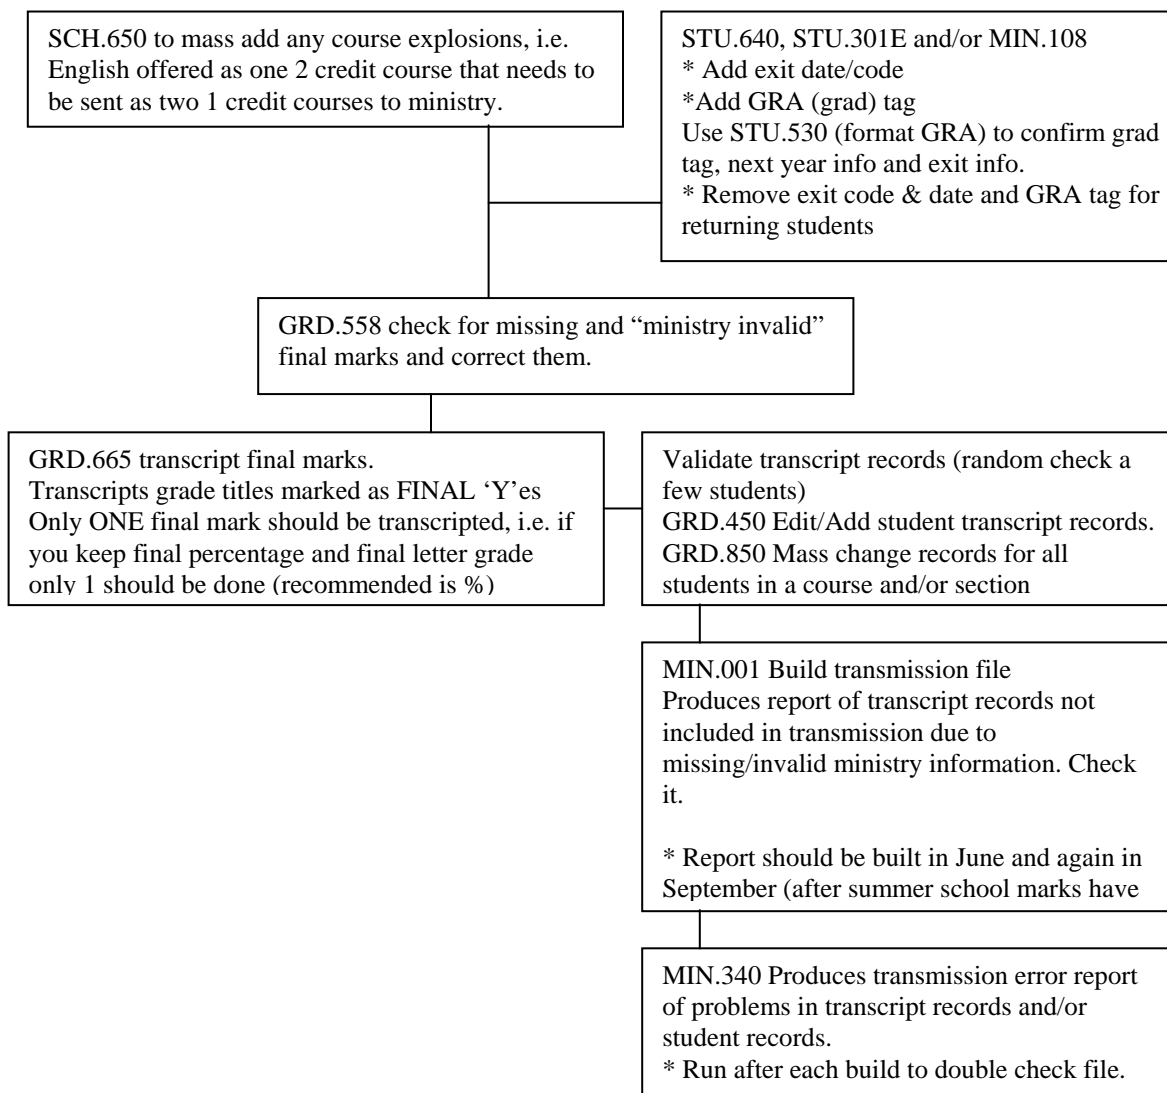 SCH.650 to mass add any course explosions, i.e.
English offered as one 2 credit course that needs to
be sent as two 1 credit courses to ministry.
STU.640, STU.301E and/or MIN.108
* Add exit date/code
*Add GRA (grad) tag
Use STU.530 (format GRA) to confirm grad
tag, next year info and exit info.
* Remove exit code & date and GRA tag for
returning students
GRD.558 check for missing and “ministry invalid”
final marks and correct them.
GRD.665 transcript final marks.
Transcripts grade titles marked as FINAL ‘Y’es
Only ONE final mark should be transcripted, i.e. if
you keep final percentage and final letter grade
only 1 should be done (recommended is %)
Validate transcript records (random check a
few students)
GRD.450 Edit/Add student transcript records.
GRD.850 Mass change records for all
students in a course and/or section
MIN.001 Build transmission file
Produces report of transcript records not
included in transmission due to
missing/invalid ministry information. Check
it.
* Report should be built in June and again in
September (after summer school marks have
MIN.340 Produces transmission error report
of problems in transcript records and/or
student records.
* Run after each build to double check file.